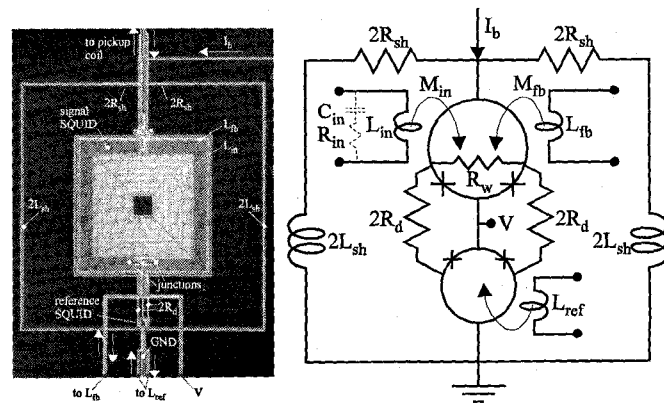 to pickup
coil
I_b
2R_sh
2R_sh
signal
SQUID
L_fb
L_in
2L_sh
2L_sh
junctions
reference
SQUID
2R_d
GND
to L_fb
to L_ref
V
I_b
2R_sh
2R_sh
M_in
M_fb
C_in
R_in
L_in
L_fb
R_w
2R_d
V
2R_d
2L_sh
2L_sh
L_ref